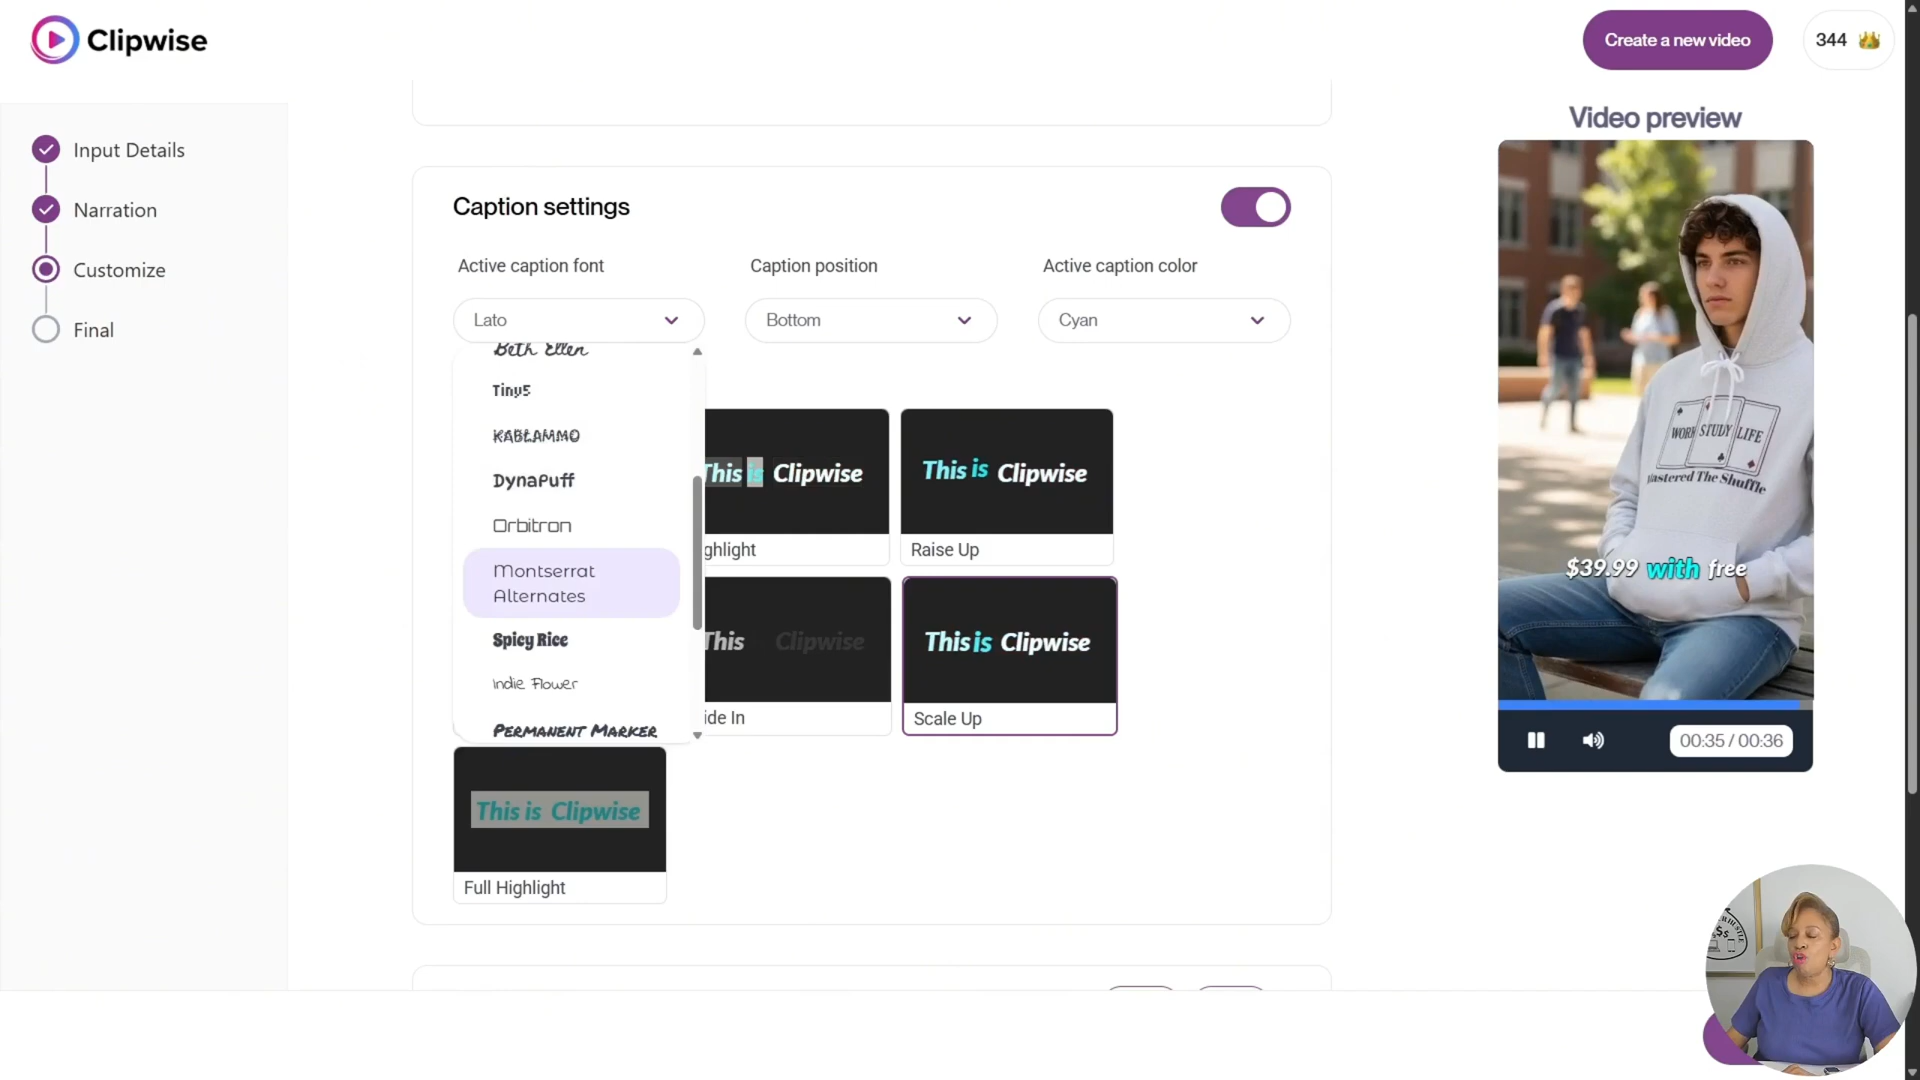 Clipwise
Create a new video
344
Input Details
Narration
Customize
Final
Caption settings
Active caption font
Caption position
Active caption color
Lato
Bottom
Cyan
Beth Ellen
Tiny5
KABLAMMO
DynaPuff
Orbitron
Montserrat
Alternates
Spicy Rice
Indie Flower
PERMANENT MARKER
This is Clipwise
ghlight
This is Clipwise
Raise Up
This Clipwise
ide In
This is Clipwise
Scale Up
This is Clipwise
Full Highlight
Video preview
WORK STUDY LIFE
Mastered The Shuffle
$39.99 with free
00:35 / 00:36